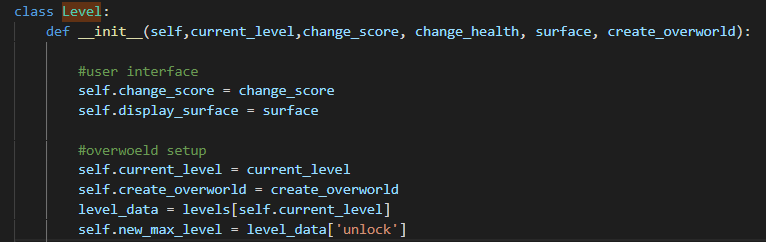 class Level:
def __init__(self,current_level,change_score, change_health, surface, create_overworld):
#user interface
self.change_score = change_score
self.display_surface = surface
#overwoeld setup
self.current_level = current_level
self.create_overworld = create_overworld
level_data = levels[self.current_level]
self.new_max_level = level_data['unlock']